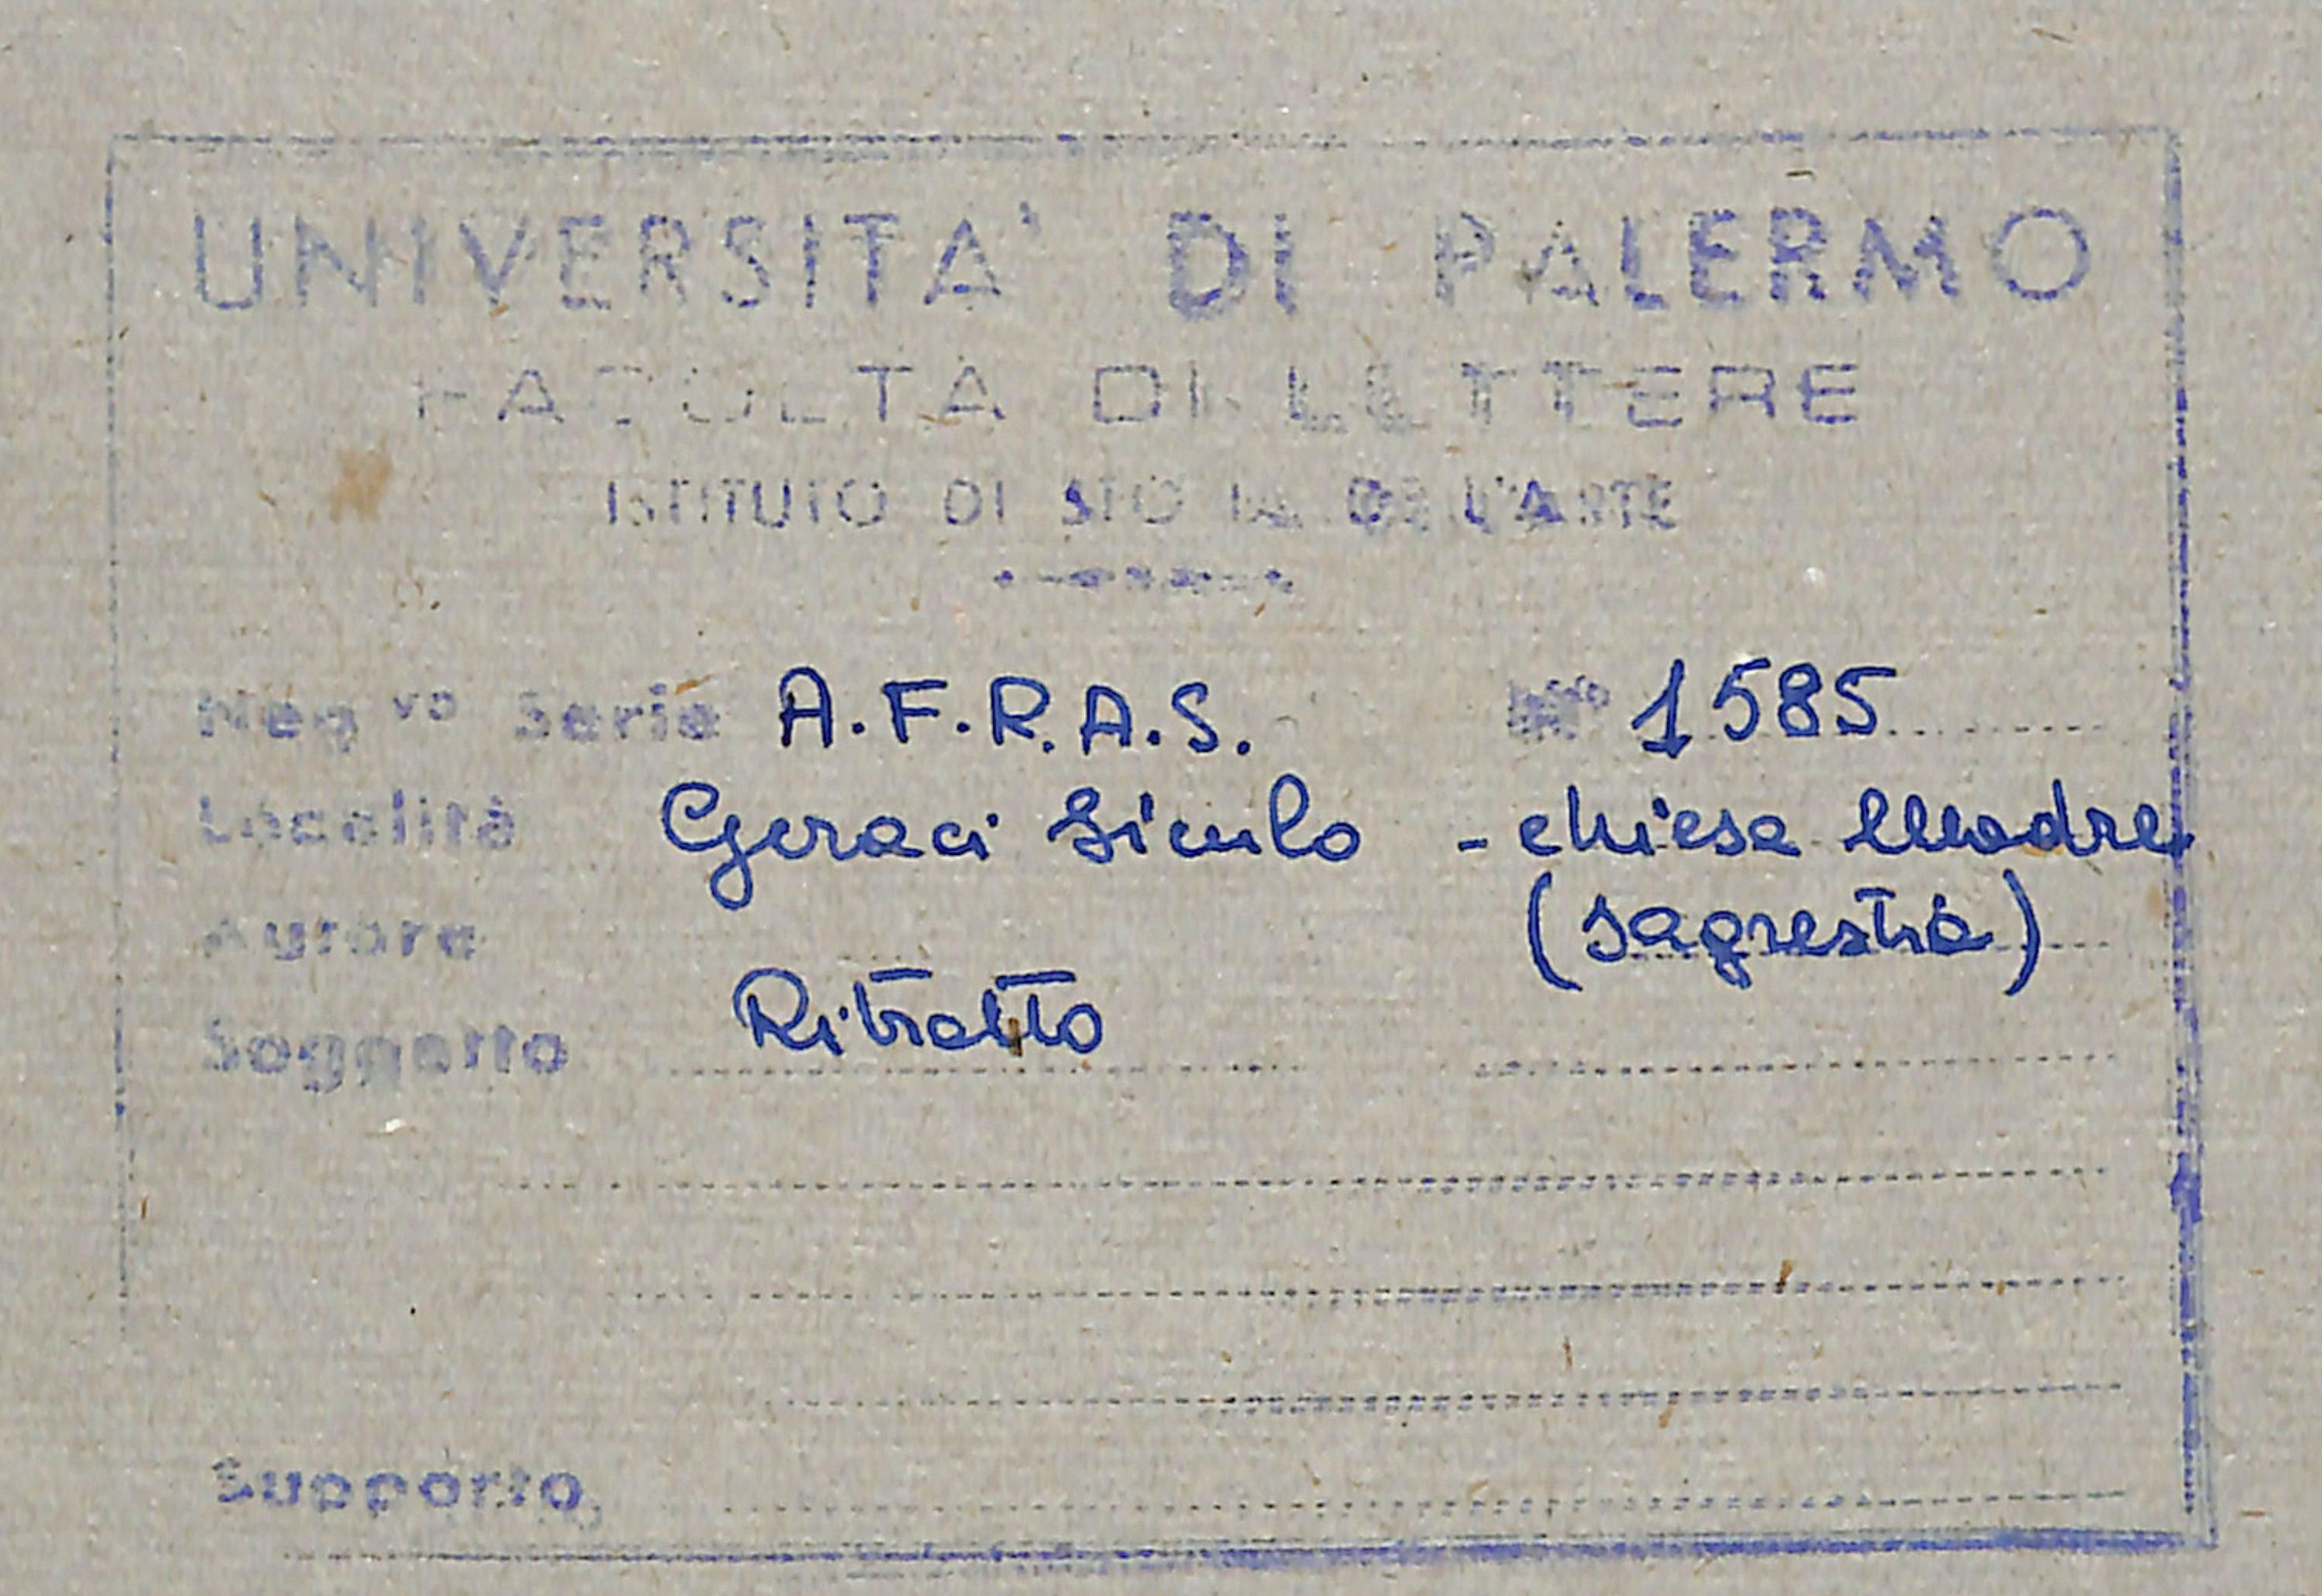 UNIVERSITA' DI PALERMO
FACOLTA DI LETTERE
ISTITUTO DI STORIA DELL'ARTE
Neg.vo Serie A.F.R.A.S. N° 1585
Località Geraci Siculo - chiesa Madre
Autore (sagrestia)
Soggetto Ritratto
Supporto